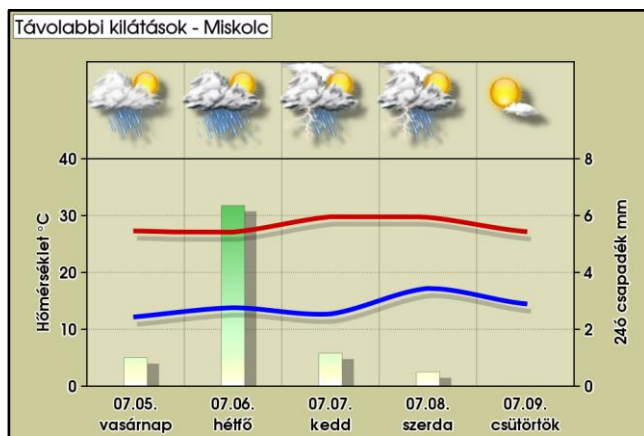 Távolabbi kilátások - Miskolc
Hőmérséklet °C
40
30
20
10
0
8
6
4
2
0
24ó csapadék mm
07.05. 07.06. 07.07. 07.08. 07.09.
vasárnap hétfő kedd szerda csütörtök